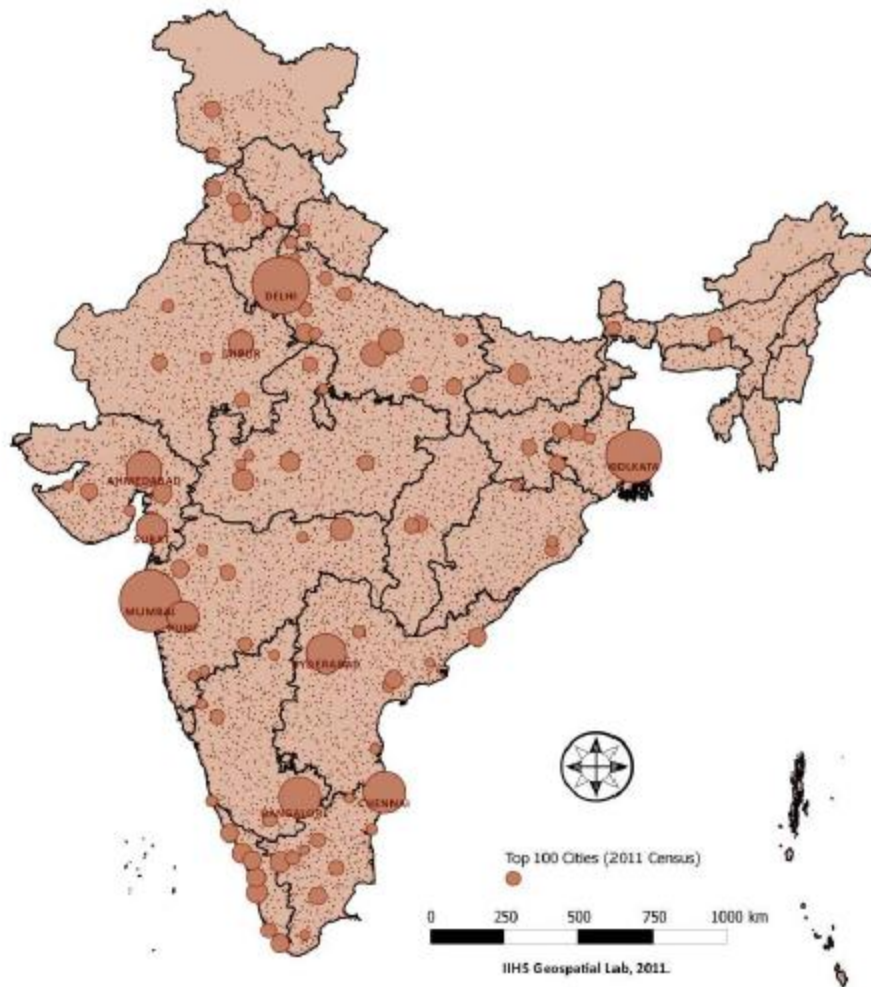 DELHI
JAIPUR
AHMEDABAD
KOLKATA
SURAT
MUMBAI
PUNE
HYDERABAD
BANGALORE
CHENNAI
Top 100 Cities (2011 Census)
0 250 500 750 1000 km
IIHS Geospatial Lab, 2011.